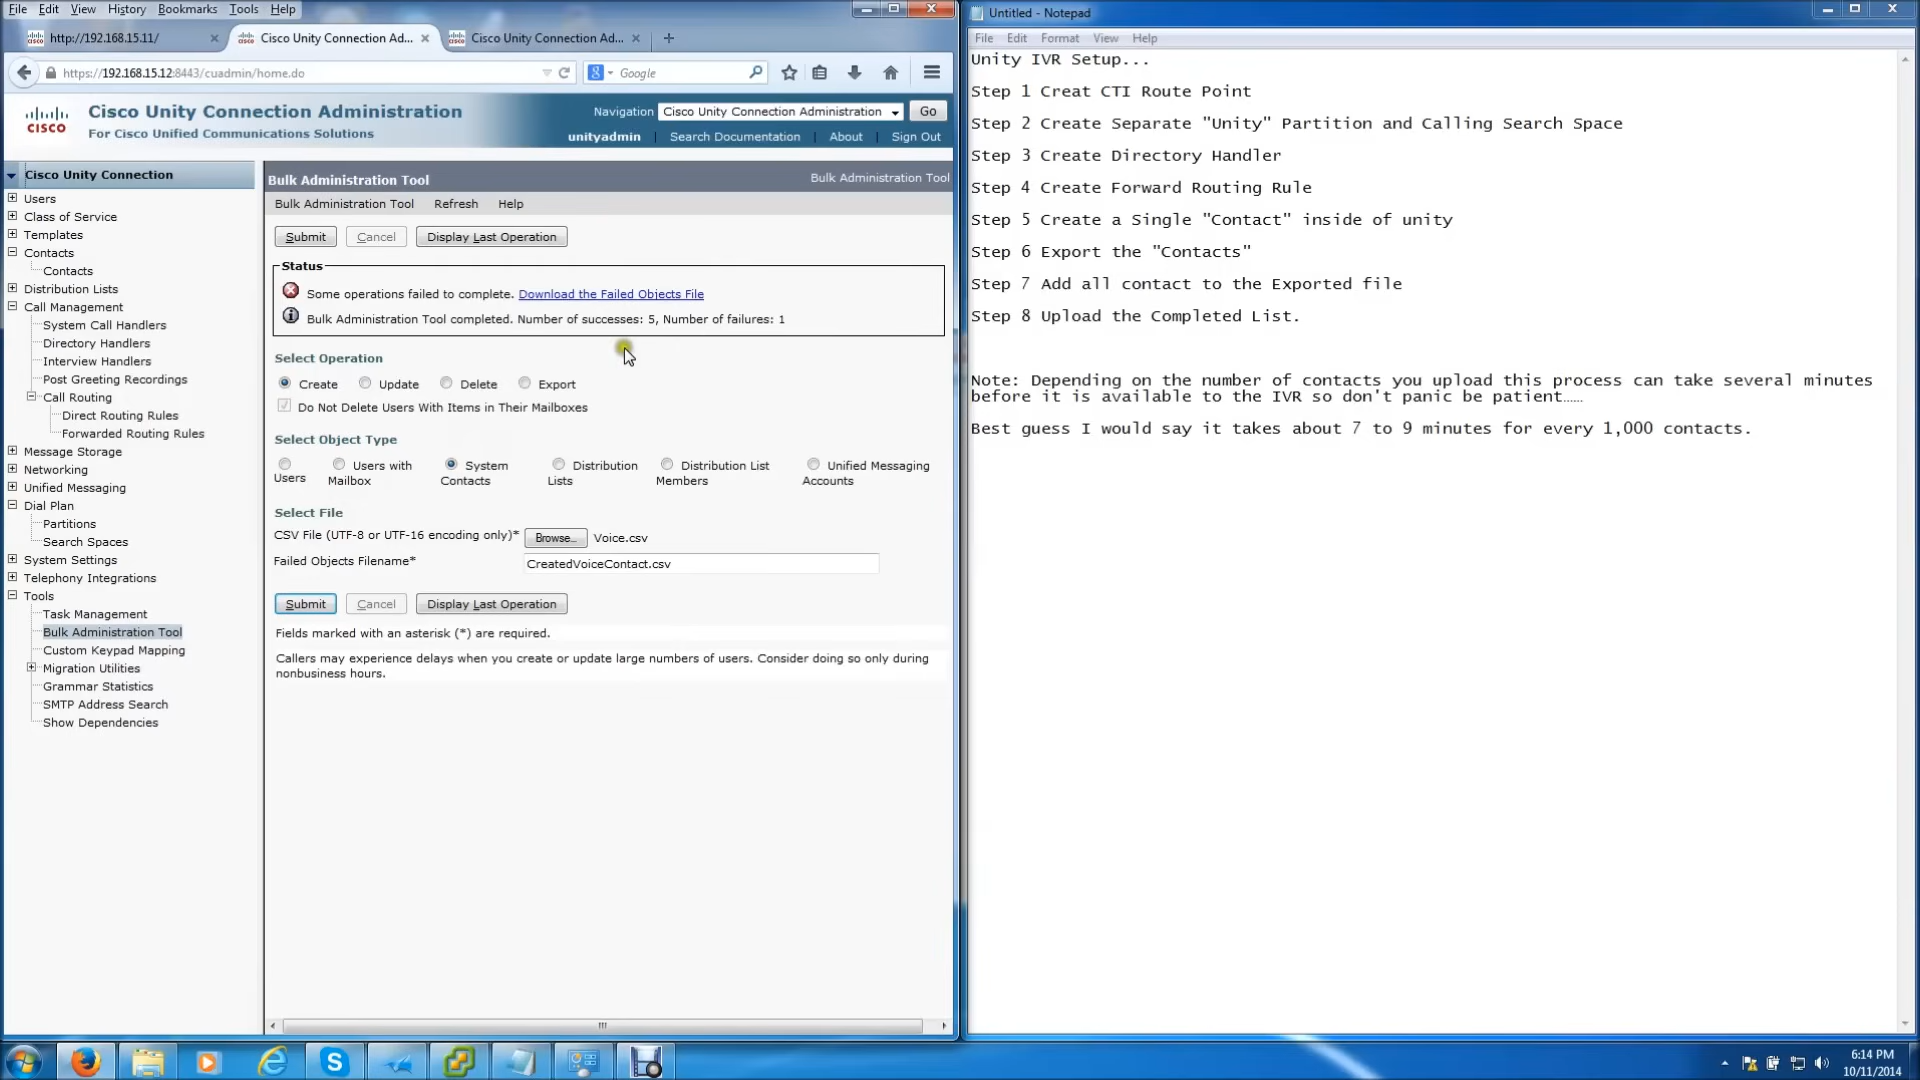 File Edit View History Bookmarks Tools Help
http://192.168.15.11/
Cisco Unity Connection Ad...
Cisco Unity Connection Ad...
https://192.168.15.12:8443/cuadmin/home.do
Google
cisco
Cisco Unity Connection Administration
For Cisco Unified Communications Solutions
Navigation Cisco Unity Connection Administration Go
unityadmin | Search Documentation | About | Sign Out
Cisco Unity Connection
Users
Class of Service
Templates
Contacts
Contacts
Distribution Lists
Call Management
System Call Handlers
Directory Handlers
Interview Handlers
Post Greeting Recordings
Call Routing
Direct Routing Rules
Forwarded Routing Rules
Message Storage
Networking
Unified Messaging
Dial Plan
Partitions
Search Spaces
System Settings
Telephony Integrations
Tools
Task Management
Bulk Administration Tool
Custom Keypad Mapping
Migration Utilities
Grammar Statistics
SMTP Address Search
Show Dependencies
Bulk Administration Tool
Bulk Administration Tool
Bulk Administration Tool Refresh Help
Submit Cancel Display Last Operation
Status
Some operations failed to complete. Download the Failed Objects File
Bulk Administration Tool completed. Number of successes: 5, Number of failures: 1
Select Operation
Create Update Delete Export
Do Not Delete Users With Items in Their Mailboxes
Select Object Type
Users
Users with Mailbox
System Contacts
Distribution Lists
Distribution List Members
Unified Messaging Accounts
Select File
CSV File (UTF-8 or UTF-16 encoding only)* Browse... Voice.csv
Failed Objects Filename* CreatedVoiceContact.csv
Submit Cancel Display Last Operation
Fields marked with an asterisk (*) are required.
Callers may experience delays when you create or update large numbers of users. Consider doing so only during
nonbusiness hours.
Untitled - Notepad
File Edit Format View Help
Unity IVR Setup...
Step 1 Creat CTI Route Point
Step 2 Create Separate "Unity" Partition and Calling Search Space
Step 3 Create Directory Handler
Step 4 Create Forward Routing Rule
Step 5 Create a Single "Contact" inside of unity
Step 6 Export the "Contacts"
Step 7 Add all contact to the Exported file
Step 8 Upload the Completed List.
Note: Depending on the number of contacts you upload this process can take several minutes
before it is available to the IVR so don't panic be patient……
Best guess I would say it takes about 7 to 9 minutes for every 1,000 contacts.
6:14 PM
10/11/2014